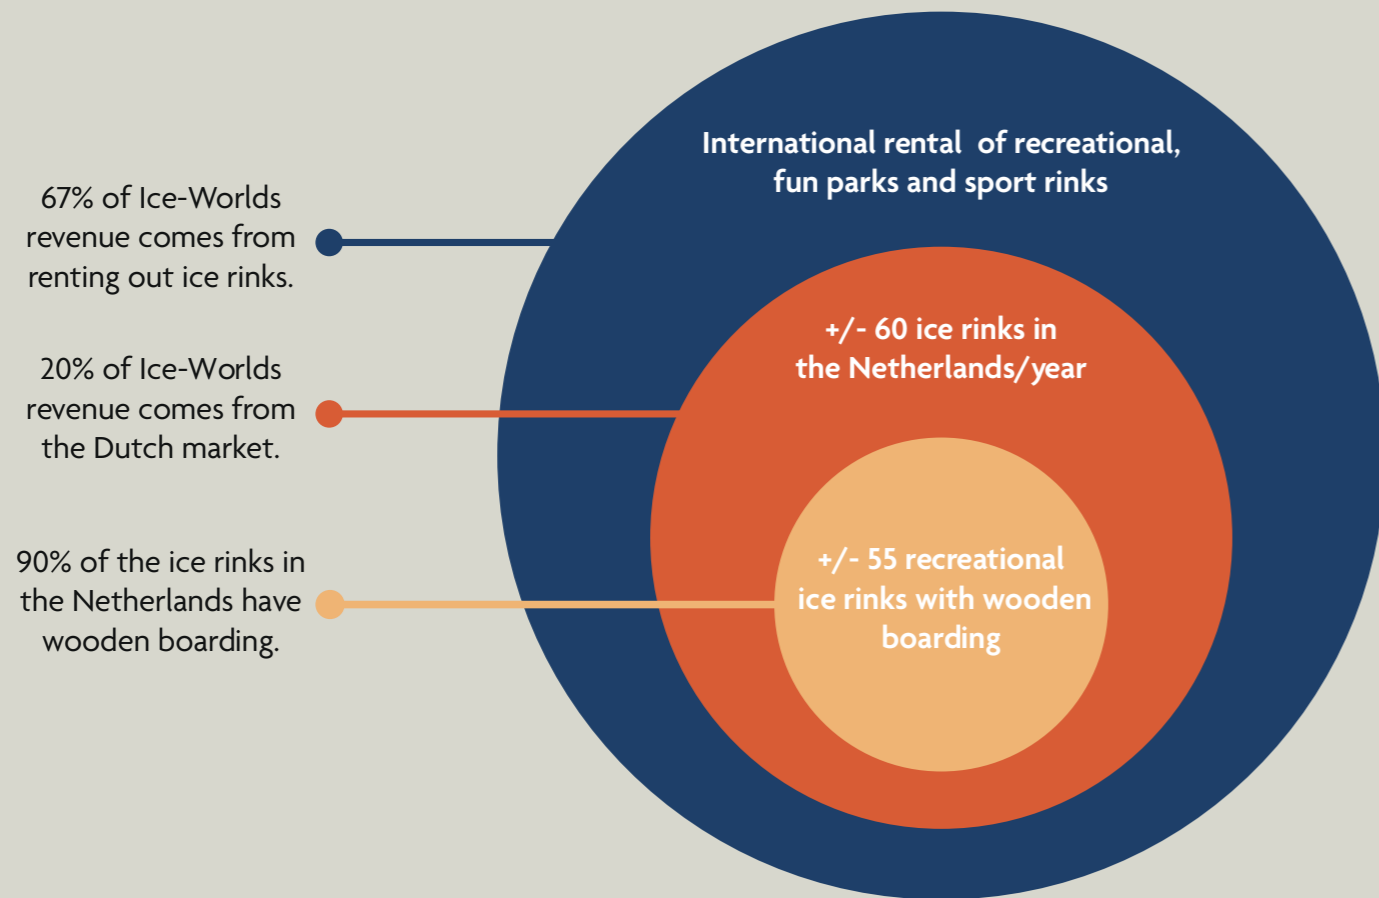 International rental of recreational,
fun parks and sport rinks
67% of Ice-Worlds
revenue comes from
renting out ice rinks.
+/- 60 ice rinks in
the Netherlands/year
20% of Ice-Worlds
revenue comes from
the Dutch market.
+/- 55 recreational
ice rinks with wooden
boarding
90% of the ice rinks in
the Netherlands have
wooden boarding.